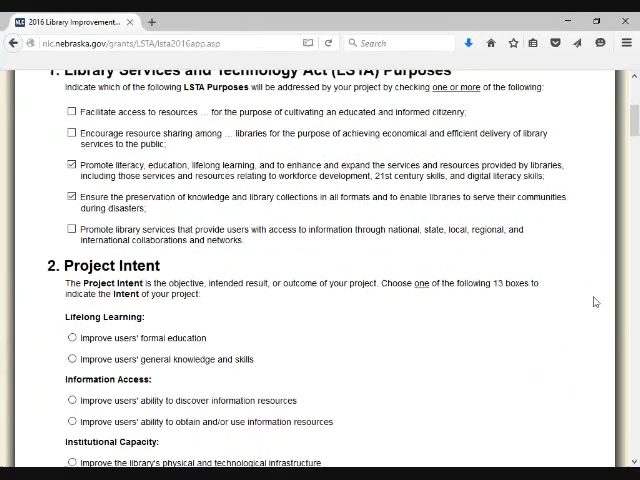 2016 Library Improvement...
nlc.nebraska.gov/grants/LSTA/lsta2016app.asp
Search
1. Library Services and Technology Act (LSTA) Purposes
Indicate which of the following LSTA Purposes will be addressed by your project by checking one or more of the following:
Facilitate access to resources ... for the purpose of cultivating an educated and informed citizenry;
Encourage resource sharing among ... libraries for the purpose of achieving economical and efficient delivery of library
services to the public;
Promote literacy, education, lifelong learning, and to enhance and expand the services and resources provided by libraries,
including those services and resources relating to workforce development, 21st century skills, and digital literacy skills;
Ensure the preservation of knowledge and library collections in all formats and to enable libraries to serve their communities
during disasters;
Promote library services that provide users with access to information through national, state, local, regional, and
international collaborations and networks.
2. Project Intent
The Project Intent is the objective, intended result, or outcome of your project. Choose one of the following 13 boxes to
indicate the Intent of your project:
Lifelong Learning:
Improve users' formal education
Improve users' general knowledge and skills
Information Access:
Improve users' ability to discover information resources
Improve users' ability to obtain and/or use information resources
Institutional Capacity:
Improve the library's physical and technological infrastructure